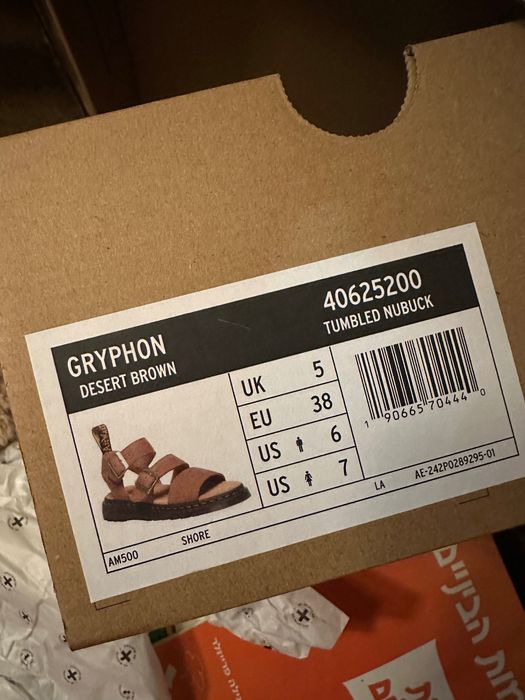 GRYPHON
DESERT BROWN
40625200
TUMBLED NUBUCK
UK 5
EU 38
US 6
US 7
1 90665 70444 0
AM500
SHORE
LA
AE-242P0289295-01